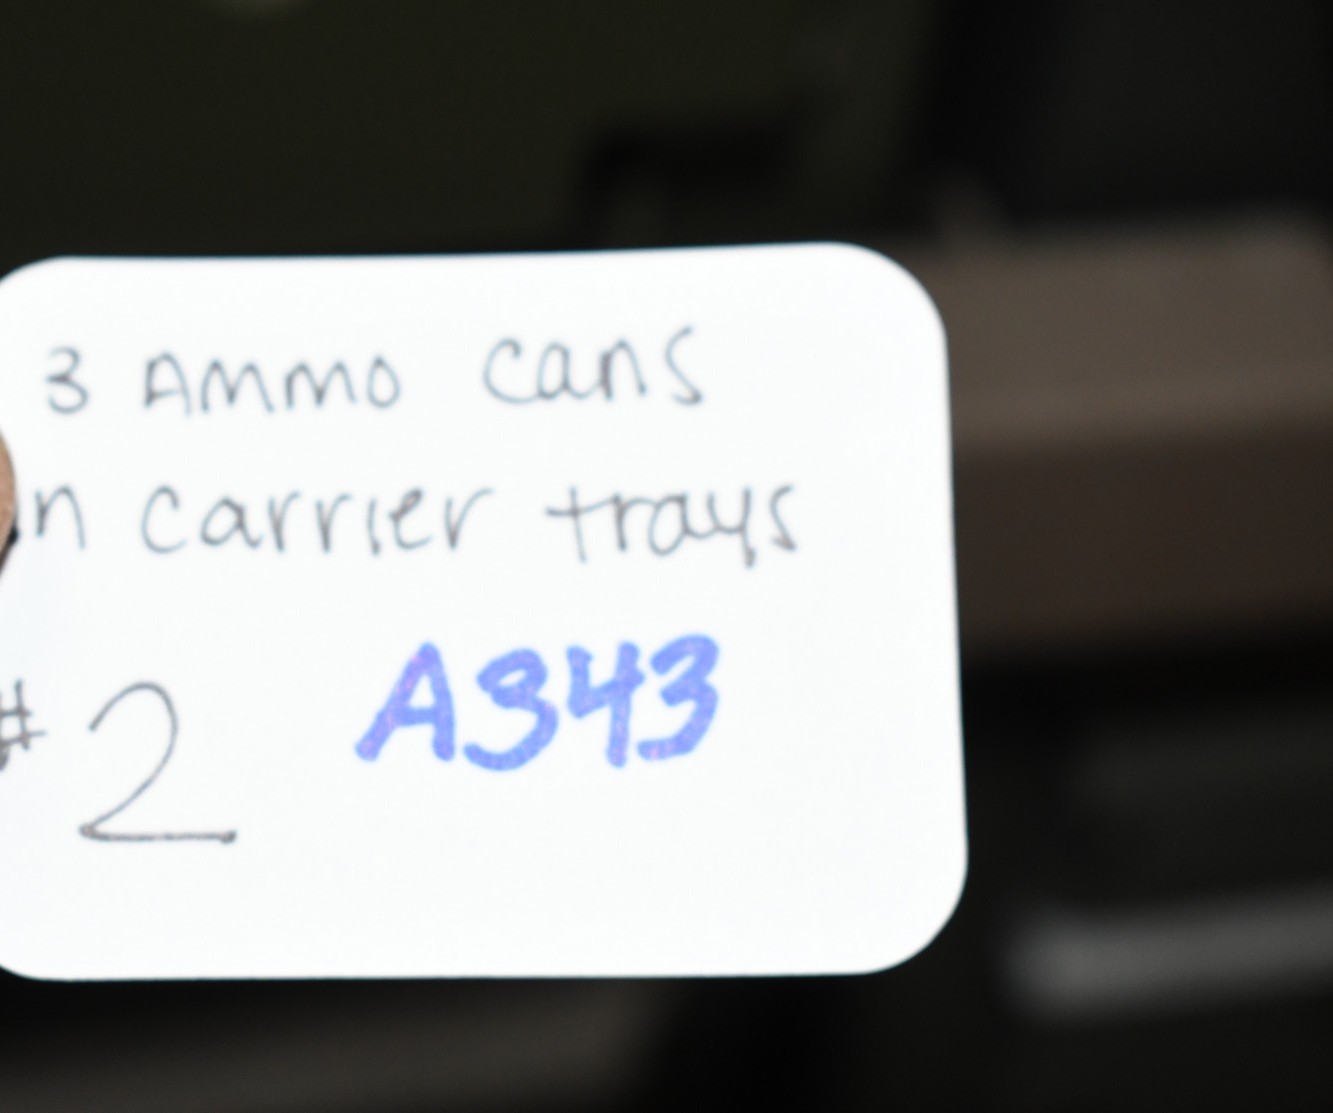 3 Ammo cans
n carrier trays
#2 A343